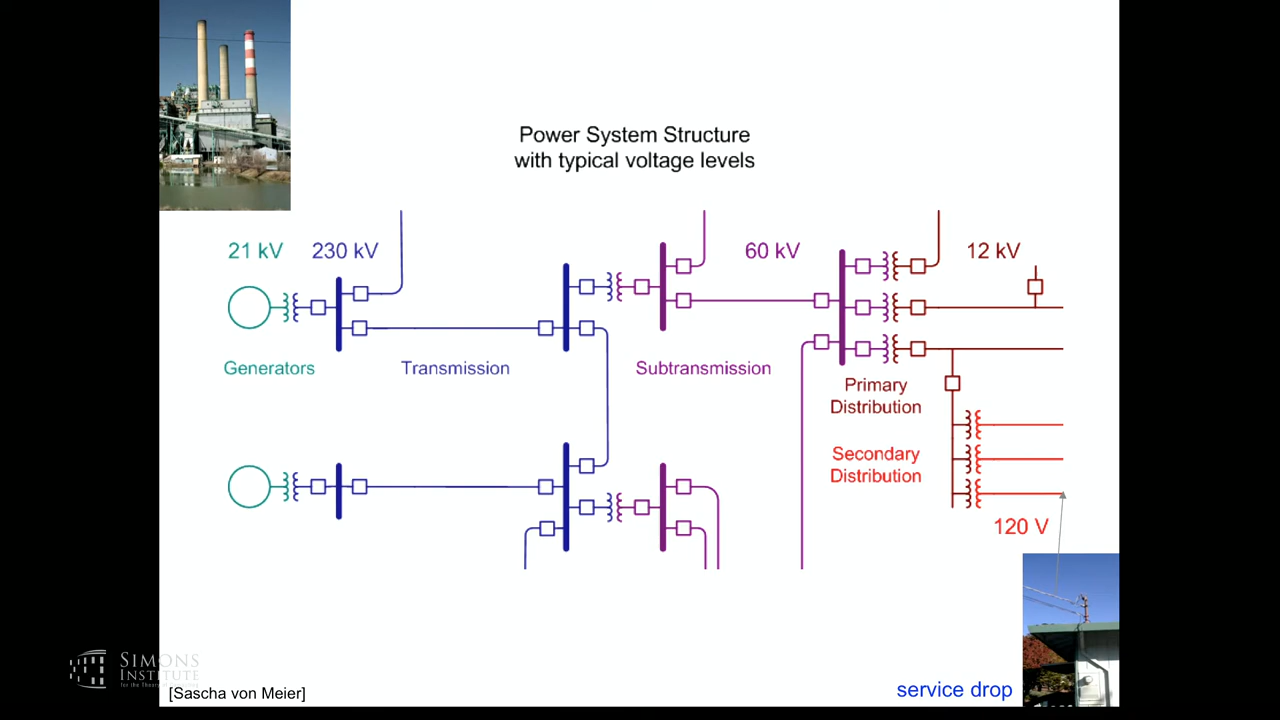 Power System Structure
with typical voltage levels
21 kV
230 kV
60 kV
12 kV
Generators
Transmission
Subtransmission
Primary
Distribution
Secondary
Distribution
120 V
SIMONS
INSTITUTE
[Sascha von Meier]
service drop